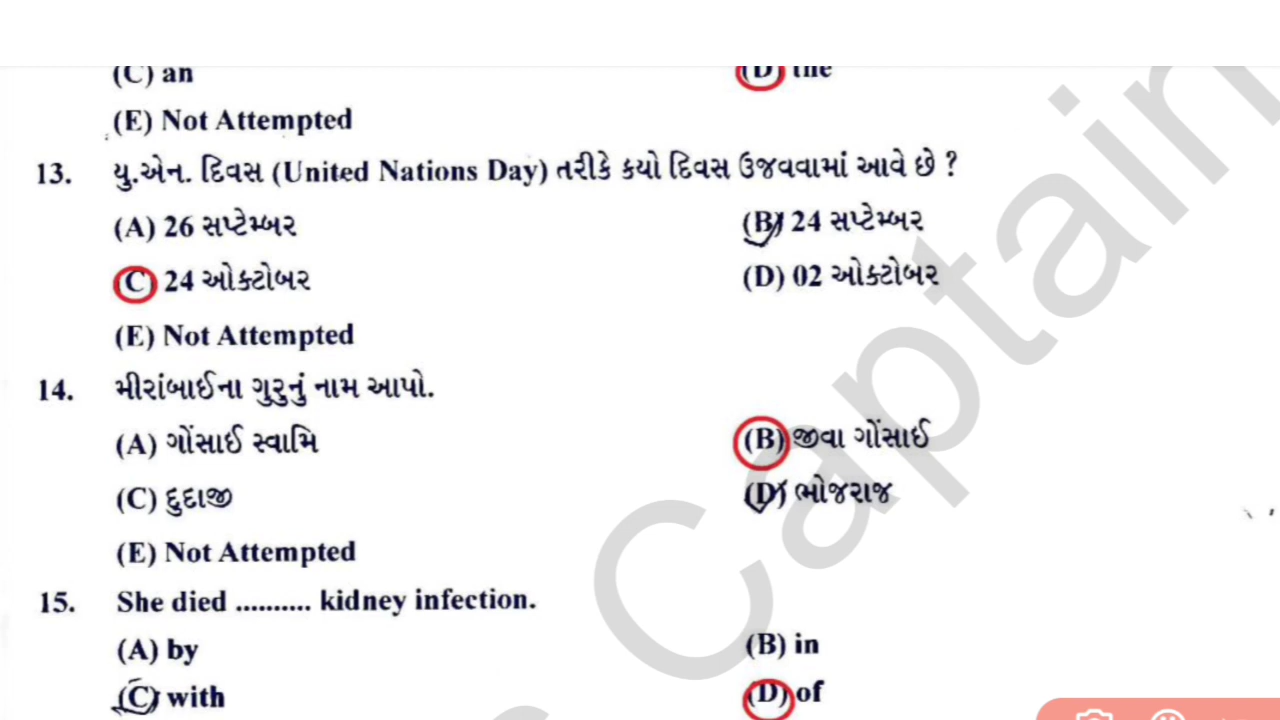 (C) an (D) the
(E) Not Attempted
13. યુ.એન. દિવસ (United Nations Day) તરીકે કયો દિવસ ઉજવવામાં આવે છે ?
(A) 26 સપ્ટેમ્બર (B) 24 સપ્ટેમ્બર
(C) 24 ઓક્ટોબર (D) 02 ઓક્ટોબર
(E) Not Attempted
14. મીરાંબાઈના ગુરુનું નામ આપો.
(A) ગોંસાઈ સ્વામિ (B) જીવા ગોંસાઈ
(C) દુદાજી (D) ભોજરાજ
(E) Not Attempted
15. She died .......... kidney infection.
(A) by (B) in
(C) with (D) of
Captain